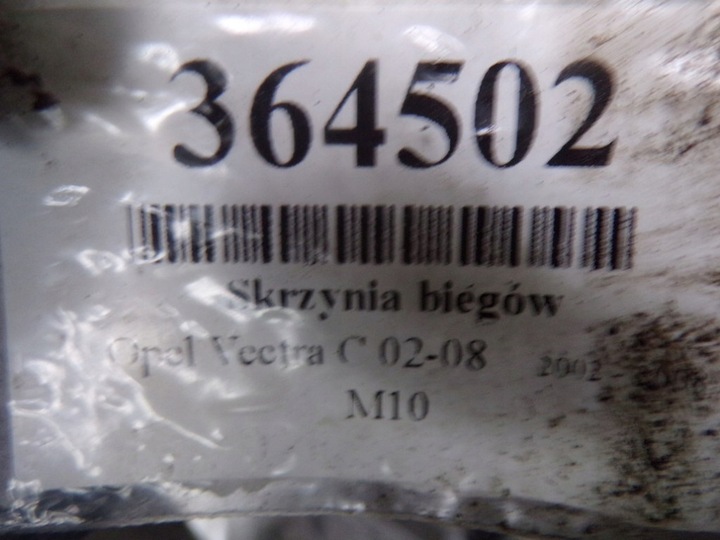 364502
Skrzynia biegów
Opel Vectra C 02-08 2002 -
M10